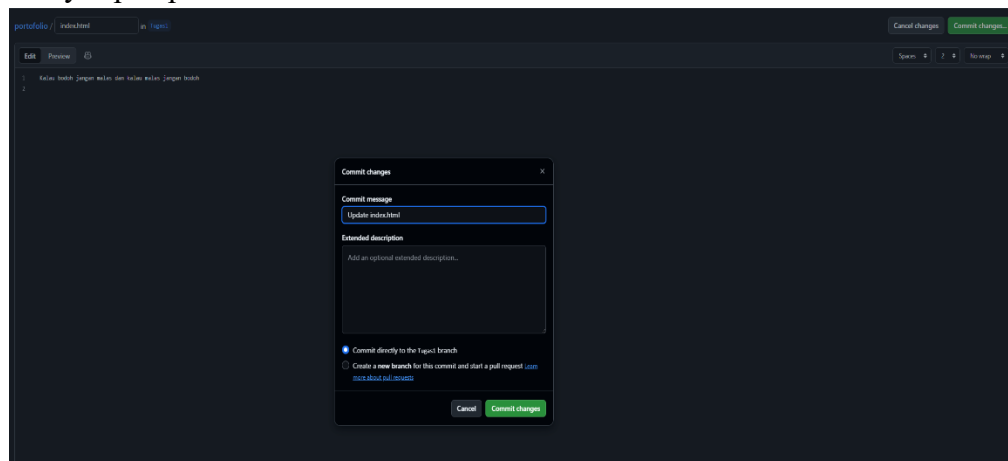 portofolio / index.html in Tugas1
Cancel changes
Commit changes...
Edit Preview
Spaces 2 No wrap
1 Kalau bodoh jangan males dan kalau males jangan bodoh
2
Commit changes
Commit message
Update index.html
Extended description
Add an optional extended description...
Commit directly to the Tugas1 branch
Create a new branch for this commit and start a pull request Learn
more about pull requests
Cancel Commit changes